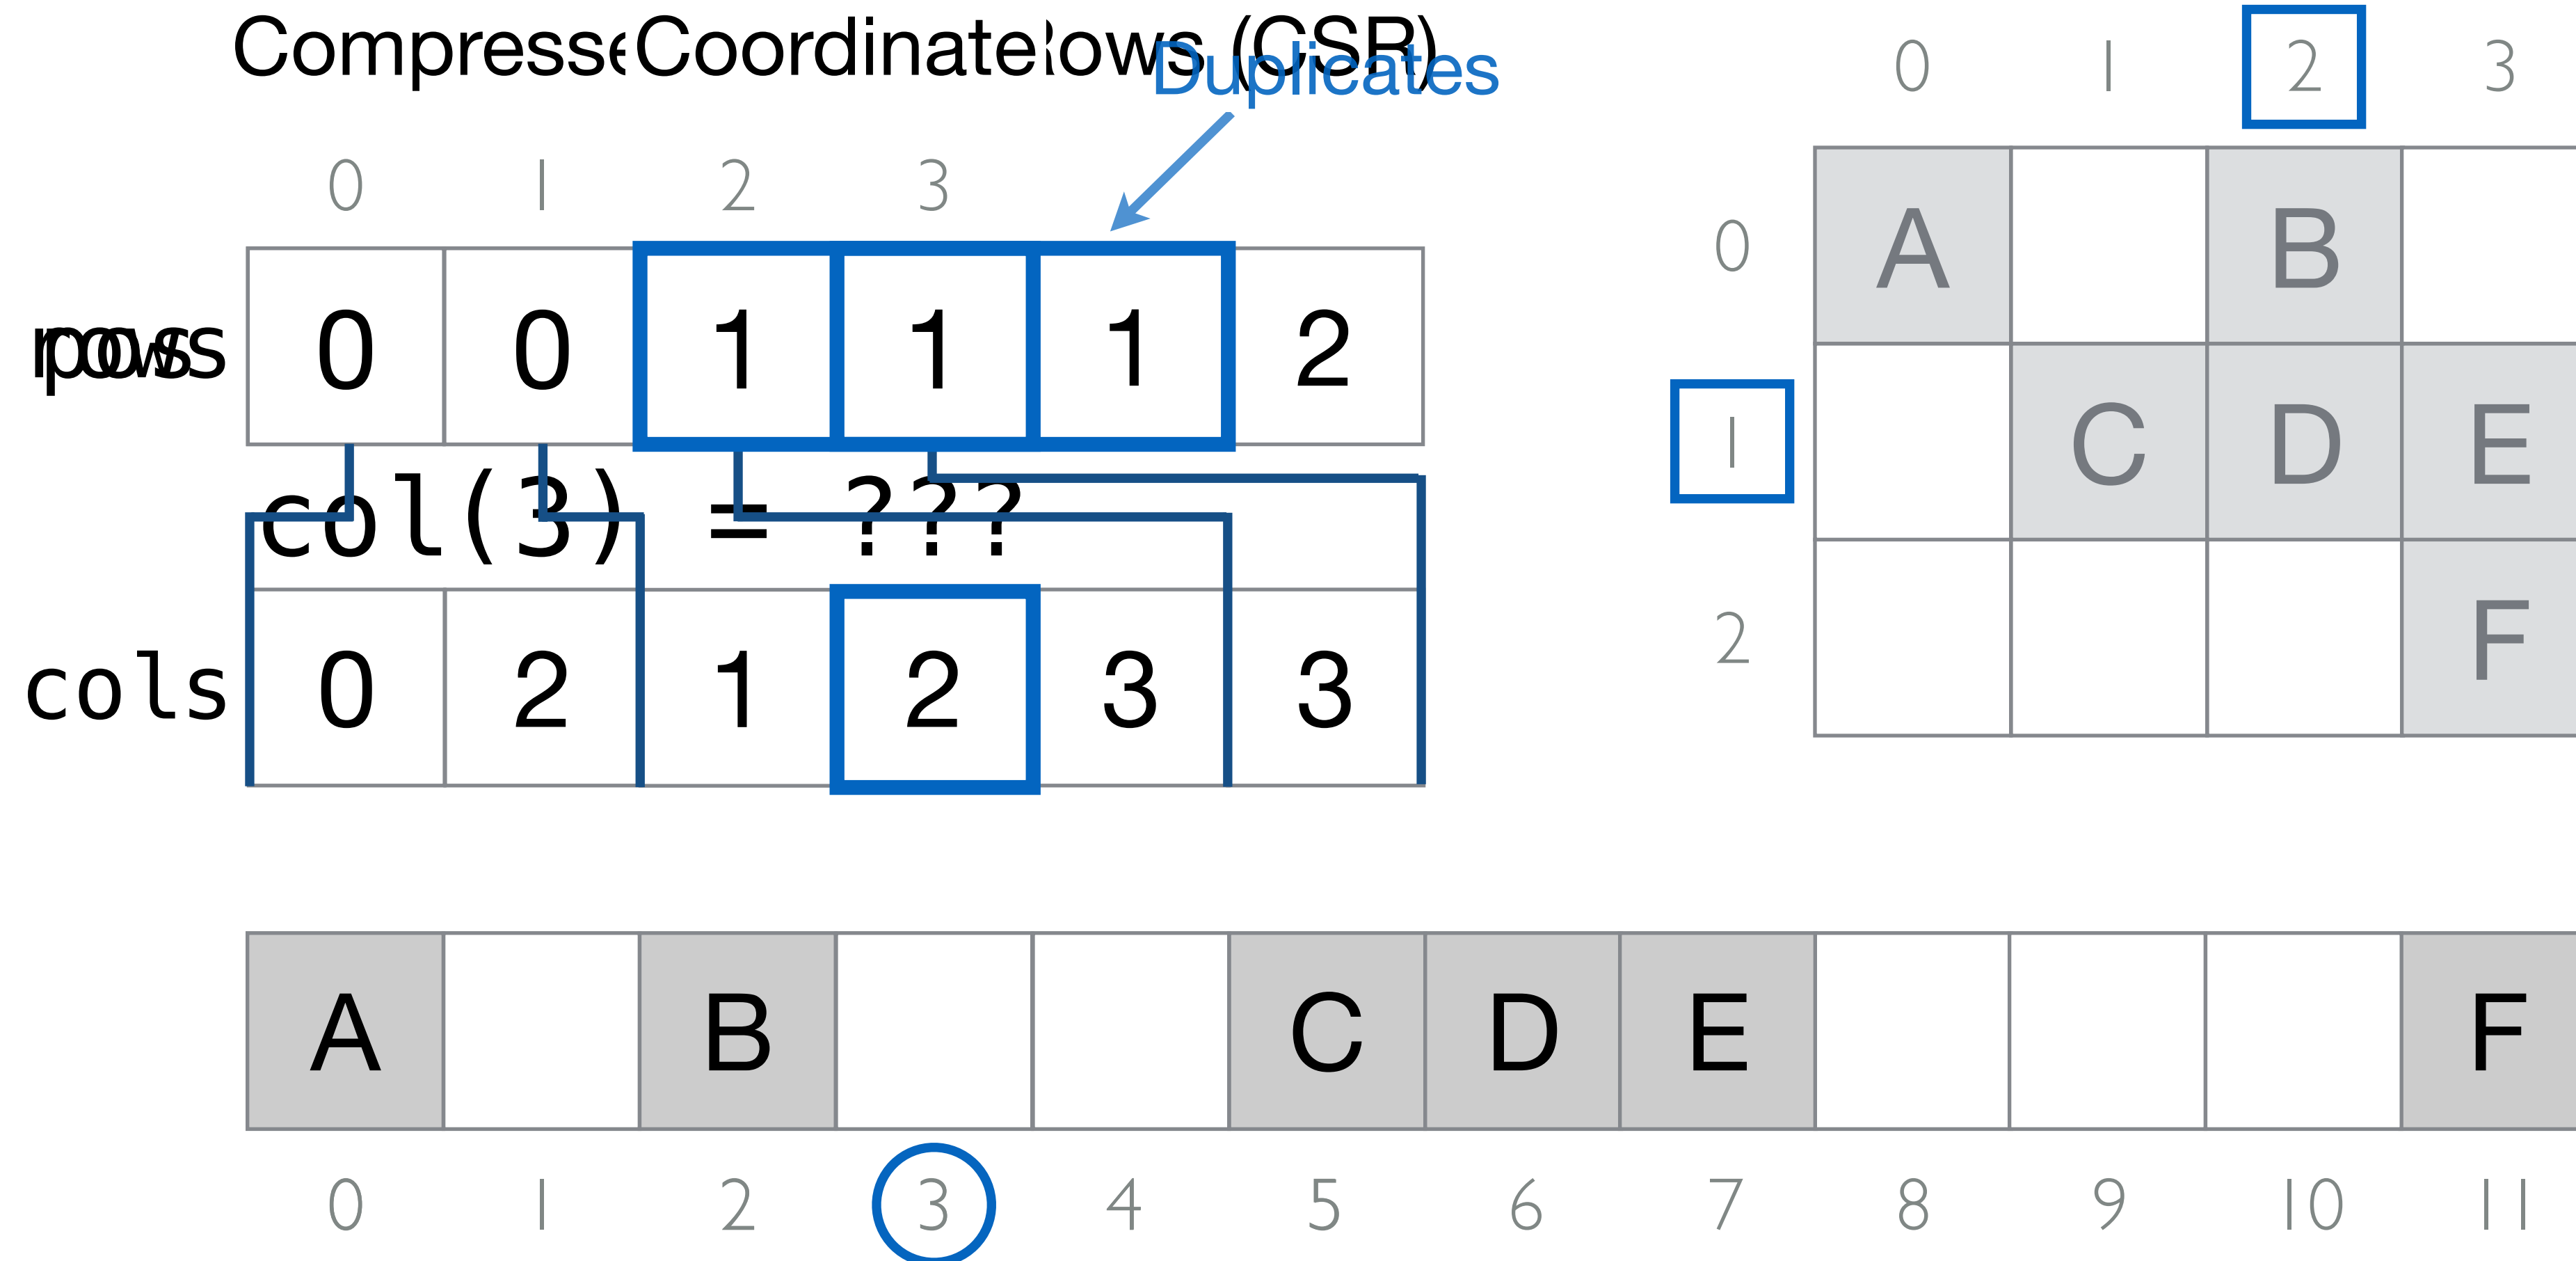 Compresse Coordinate ows (CSR)
Duplicates
0 1 2 3
0 1 2 3
A B
0
rows pos 0 0 1 1 1 2
1 C D E
col(3) = ???
2 F
cols 0 2 1 2 3 3
A B C D E F
0 1 2 3 4 5 6 7 8 9 10 11